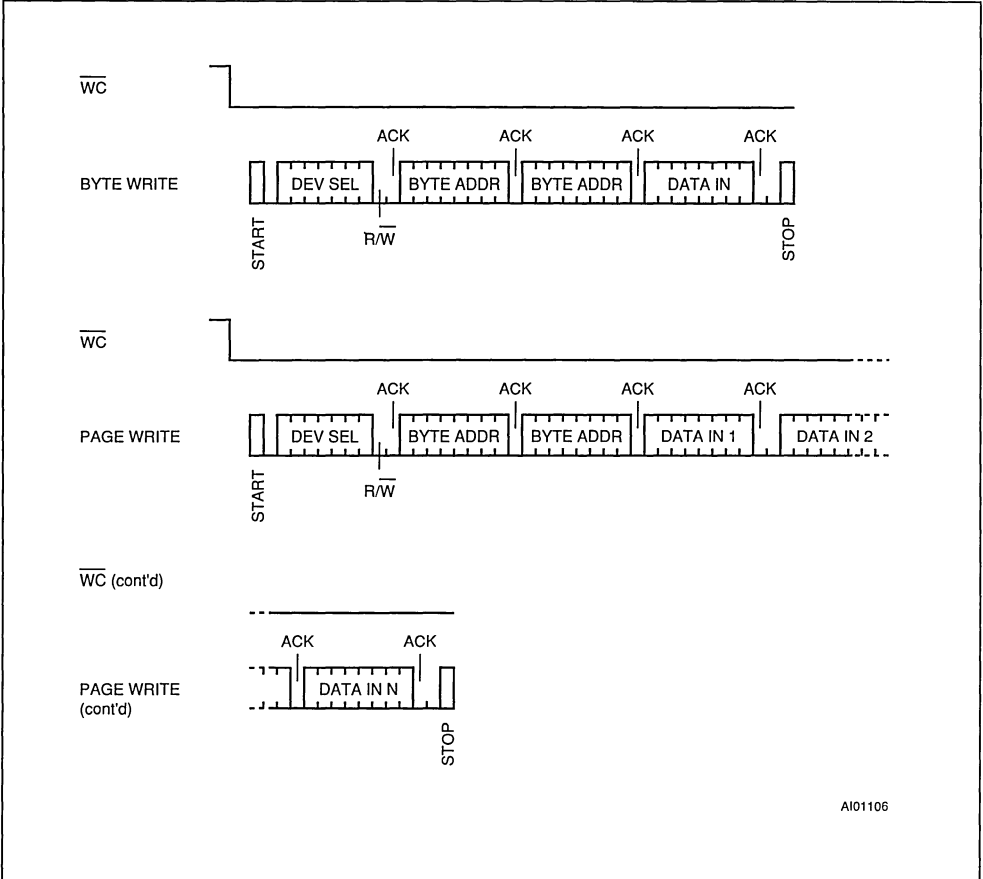 WC
ACK ACK ACK ACK
BYTE WRITE DEV SEL BYTE ADDR BYTE ADDR DATA IN
R/W
START STOP
WC
ACK ACK ACK ACK
PAGE WRITE DEV SEL BYTE ADDR BYTE ADDR DATA IN 1 DATA IN 2
R/W
START
WC (cont'd)
ACK ACK
PAGE WRITE DATA IN N
(cont'd)
STOP
AI01106